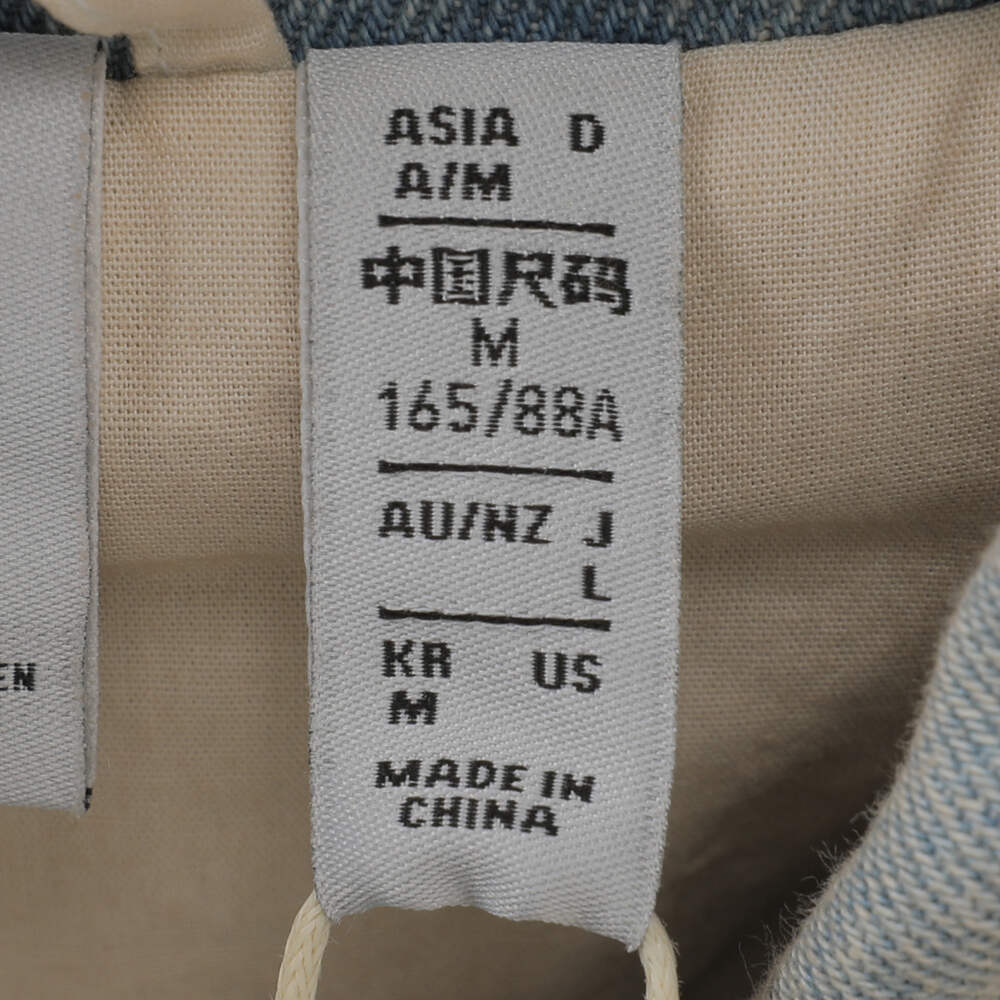 ASIA D
A/M
中国尺码
M
165/88A
AU/NZ J
L
KR US
M
MADE IN
CHINA
EN